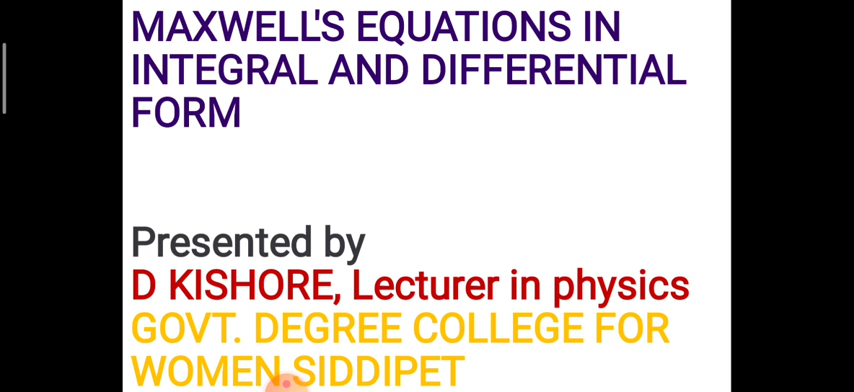 MAXWELL'S EQUATIONS IN
INTEGRAL AND DIFFERENTIAL
FORM
Presented by
D KISHORE, Lecturer in physics
GOVT. DEGREE COLLEGE FOR
WOMEN SIDDIPET